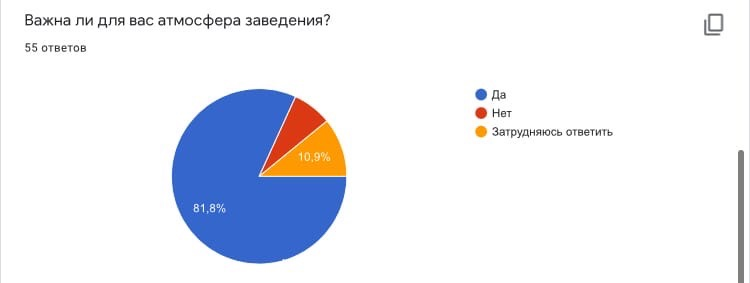 Важна ли для вас атмосфера заведения?
55 ответов
Да
Нет
Затрудняюсь ответить
10,9%
81,8%